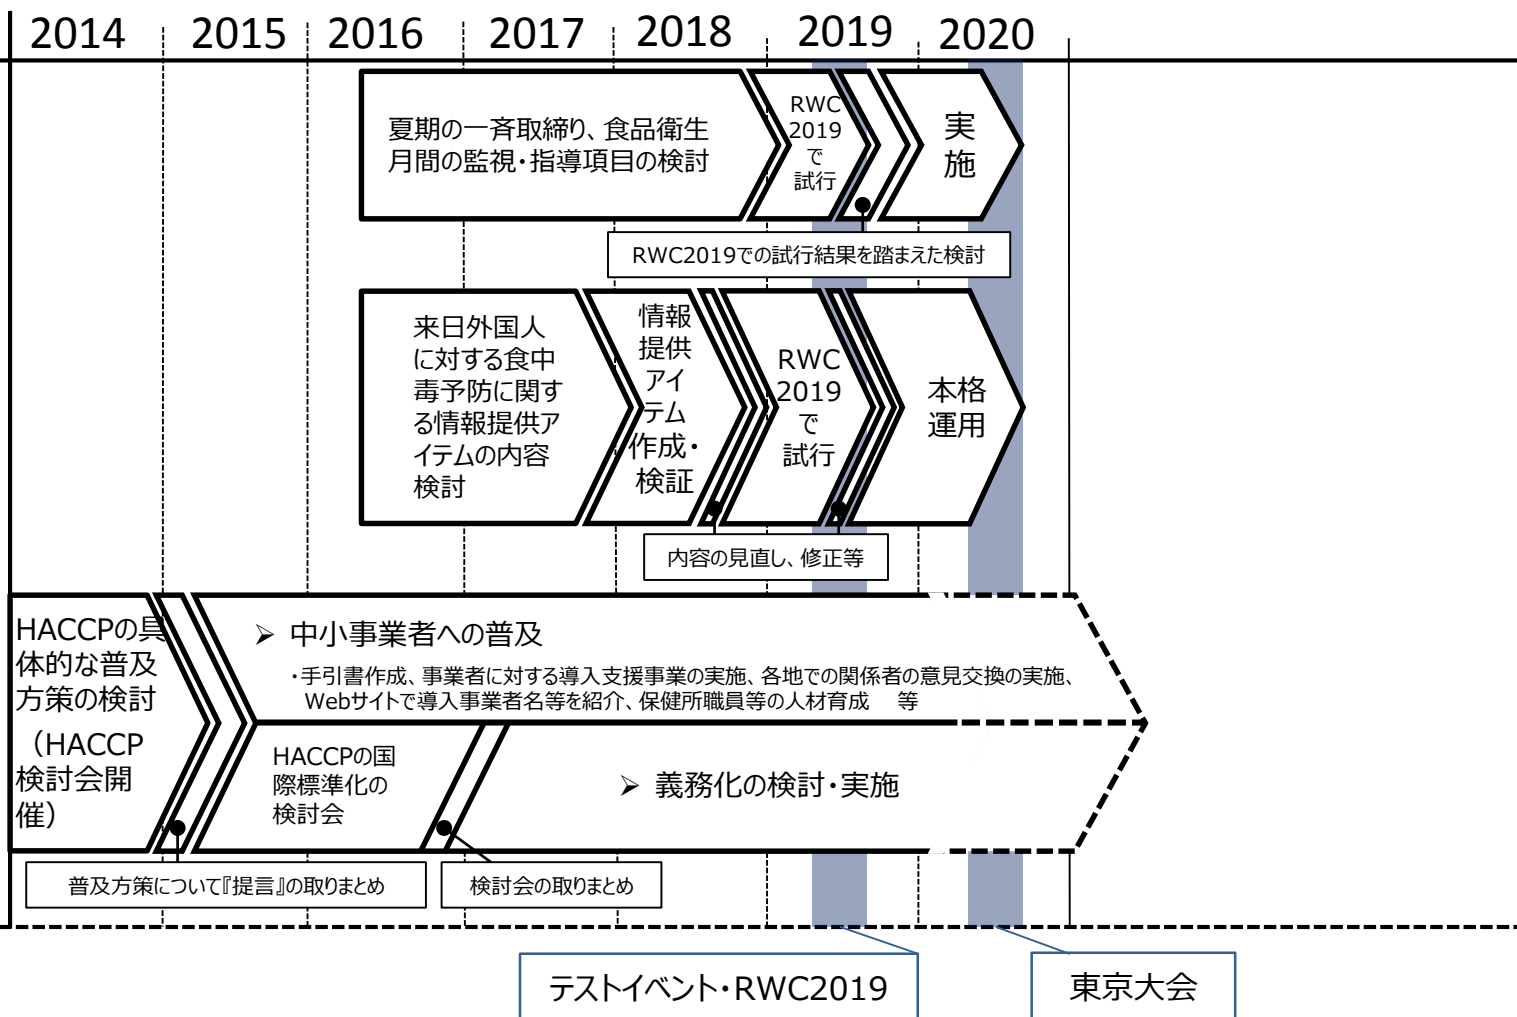 2014
2015
2016
2017
2018
2019
2020
夏期の一斉取締り、食品衛生
月間の監視・指導項目の検討
RWC
2019
で
試行
実
施
RWC2019での試行結果を踏まえた検討
来日外国人
に対する食中
毒予防に関す
る情報提供ア
イテムの内容
検討
情報
提供
アイ
テム
作成・
検証
RWC
2019
で
試行
本格
運用
内容の見直し、修正等
HACCPの具
体的な普及
方策の検討
（HACCP
検討会開
催）
➢ 中小事業者への普及
・手引書作成、事業者に対する導入支援事業の実施、各地での関係者の意見交換の実施、
Webサイトで導入事業者名等を紹介、保健所職員等の人材育成　等
HACCPの国
際標準化の
検討会
➢ 義務化の検討・実施
普及方策について『提言』の取りまとめ
検討会の取りまとめ
テストイベント・RWC2019
東京大会